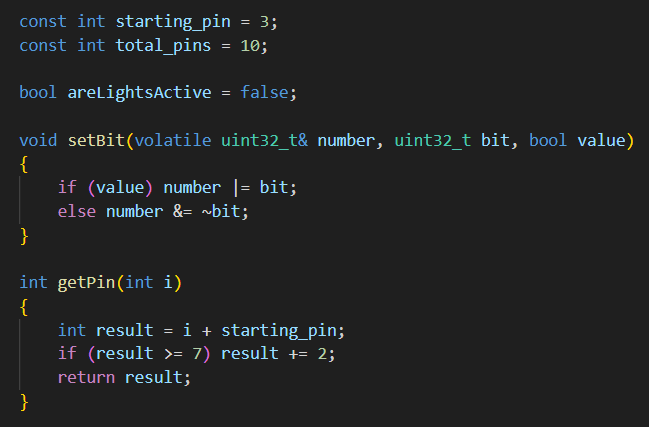 const int starting_pin = 3;
const int total_pins = 10;

bool areLightsActive = false;

void setBit(volatile uint32_t& number, uint32_t bit, bool value)
{
    if (value) number |= bit;
    else number &= ~bit;
}

int getPin(int i)
{
    int result = i + starting_pin;
    if (result >= 7) result += 2;
    return result;
}